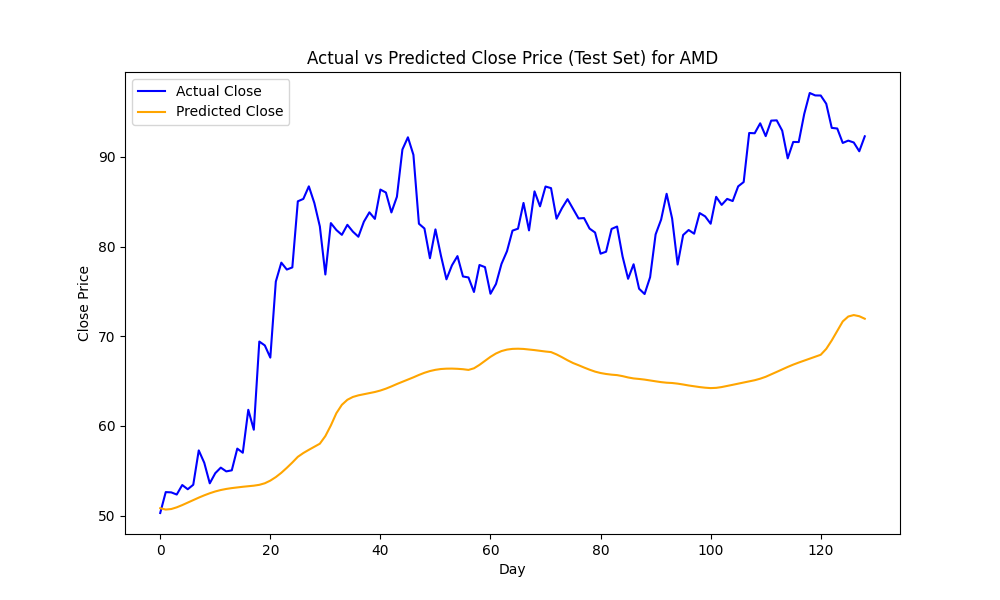 Actual vs Predicted Close Price (Test Set) for AMD
Actual Close
Predicted Close
Close Price
90
80
70
60
50
0 20 40 60 80 100 120
Day